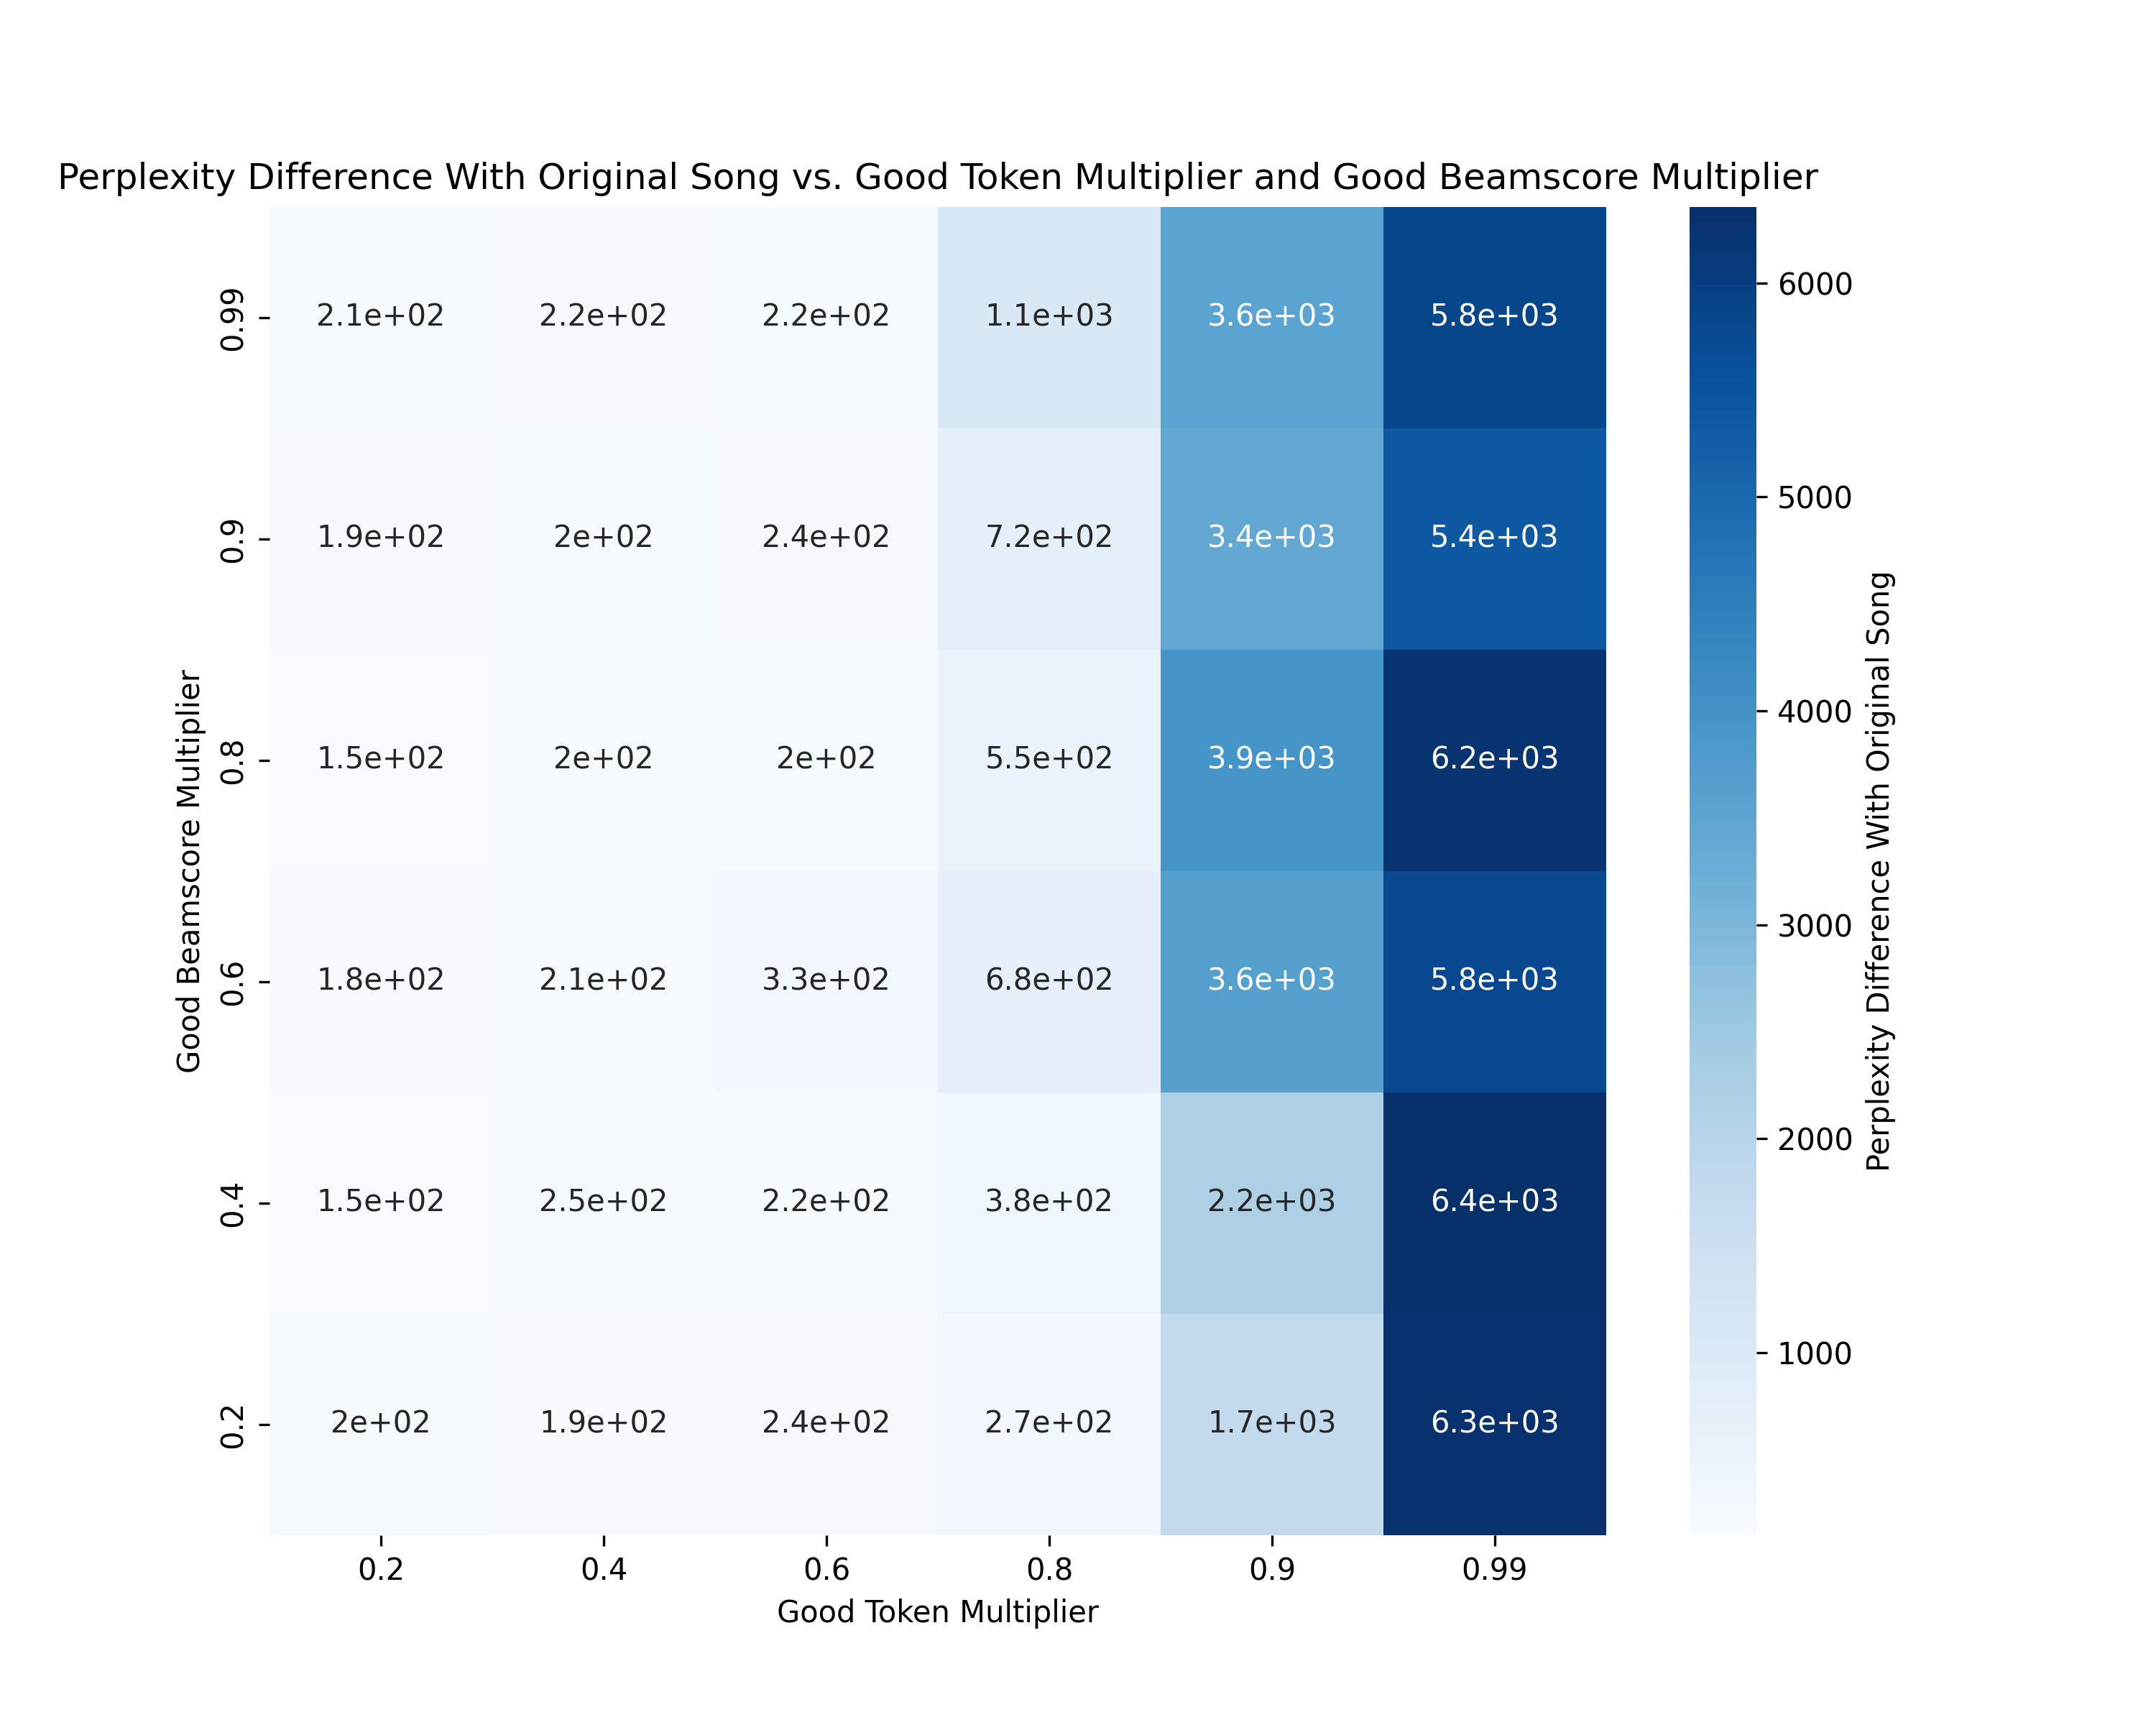 Perplexity Difference With Original Song vs. Good Token Multiplier and Good Beamscore Multiplier
Good Beamscore Multiplier
0.99 2.1e+02 2.2e+02 2.2e+02 1.1e+03 3.6e+03 5.8e+03
0.9 1.9e+02 2e+02 2.4e+02 7.2e+02 3.4e+03 5.4e+03
0.8 1.5e+02 2e+02 2e+02 5.5e+02 3.9e+03 6.2e+03
0.6 1.8e+02 2.1e+02 3.3e+02 6.8e+02 3.6e+03 5.8e+03
0.4 1.5e+02 2.5e+02 2.2e+02 3.8e+02 2.2e+03 6.4e+03
0.2 2e+02 1.9e+02 2.4e+02 2.7e+02 1.7e+03 6.3e+03
0.2 0.4 0.6 0.8 0.9 0.99
Good Token Multiplier
6000
5000
4000
3000
2000
1000
Perplexity Difference With Original Song